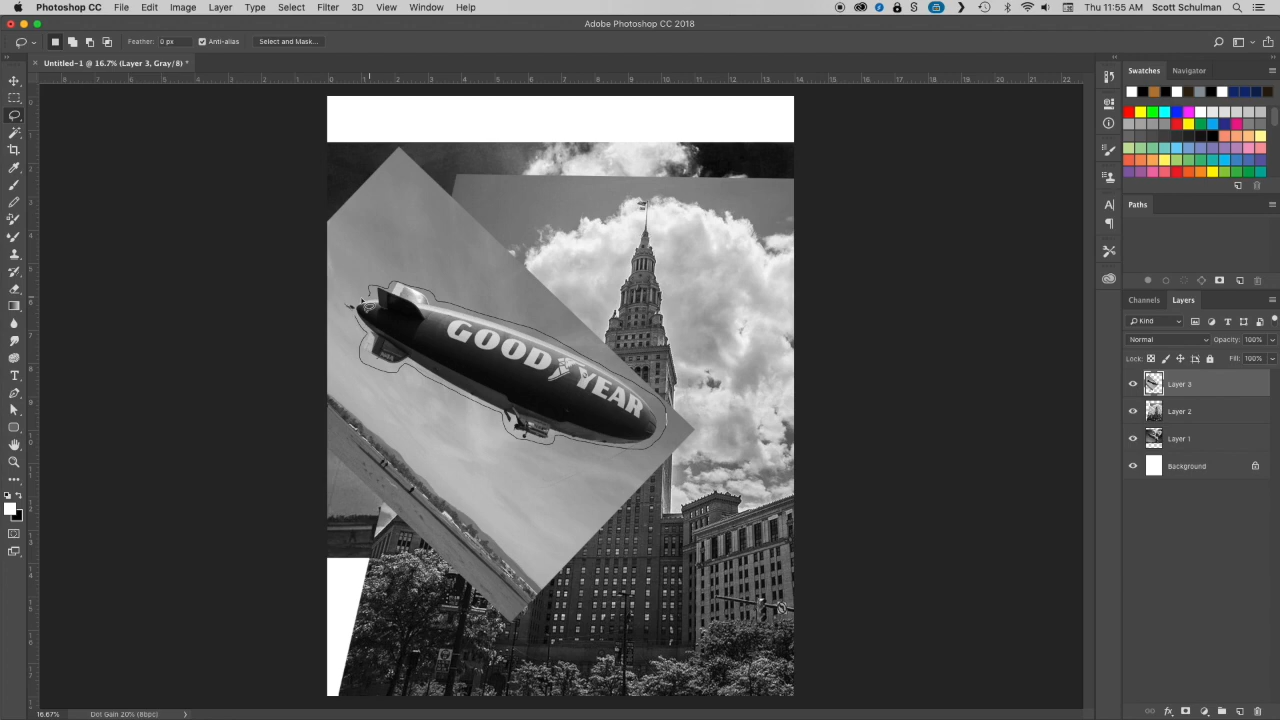 Photoshop CC File Edit Image Layer Type Select Filter 3D View Window Help Thu 11:55 AM Scott Schulman
Adobe Photoshop CC 2018
Feather: 0 px Anti-alias Select and Mask...
Untitled-1 @ 16.7% (Layer 3, Gray/8) *
Swatches Navigator
Paths
Channels Layers
Kind
Normal Opacity: 100%
Lock: Fill: 100%
Layer 3
Layer 2
Layer 1
Background
GOOD YEAR
16.67% Dot Gain 20% (8bpc)